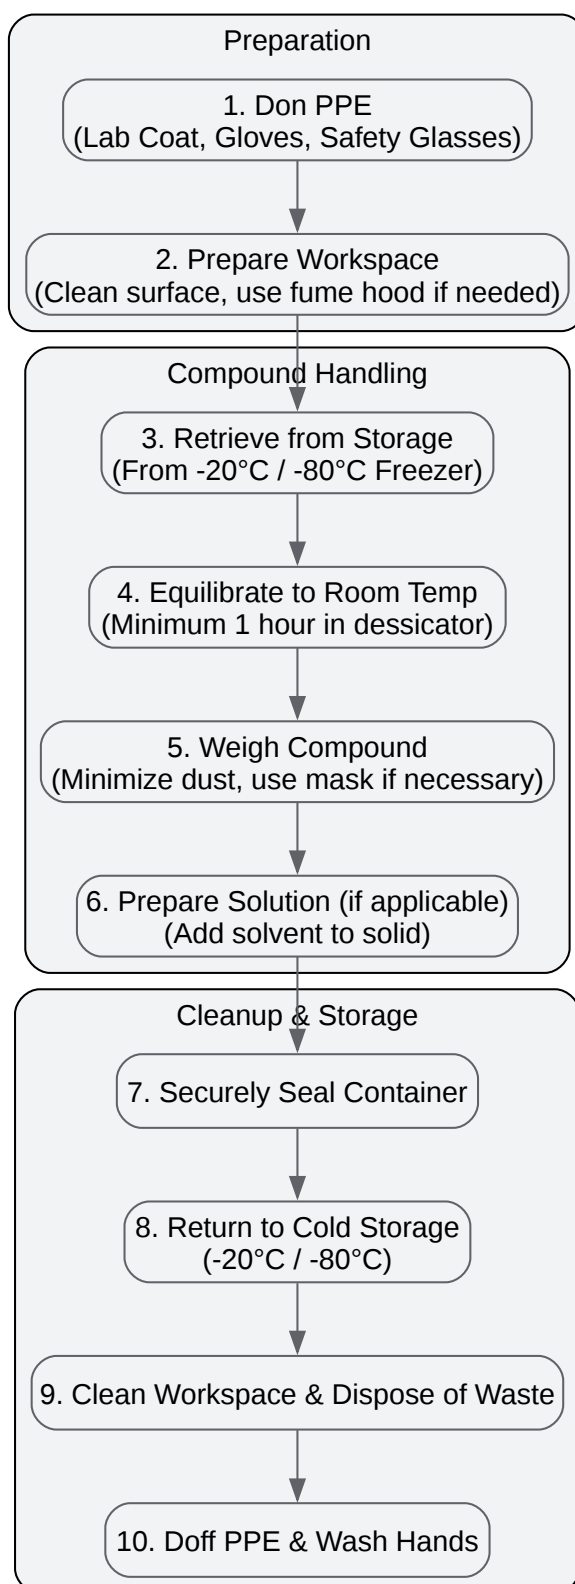 Preparation
1. Don PPE
(Lab Coat, Gloves, Safety Glasses)
2. Prepare Workspace
(Clean surface, use fume hood if needed)
Compound Handling
3. Retrieve from Storage
(From -20°C / -80°C Freezer)
4. Equilibrate to Room Temp
(Minimum 1 hour in dessicator)
5. Weigh Compound
(Minimize dust, use mask if necessary)
6. Prepare Solution (if applicable)
(Add solvent to solid)
Cleanup & Storage
7. Securely Seal Container
8. Return to Cold Storage
(-20°C / -80°C)
9. Clean Workspace & Dispose of Waste
10. Doff PPE & Wash Hands